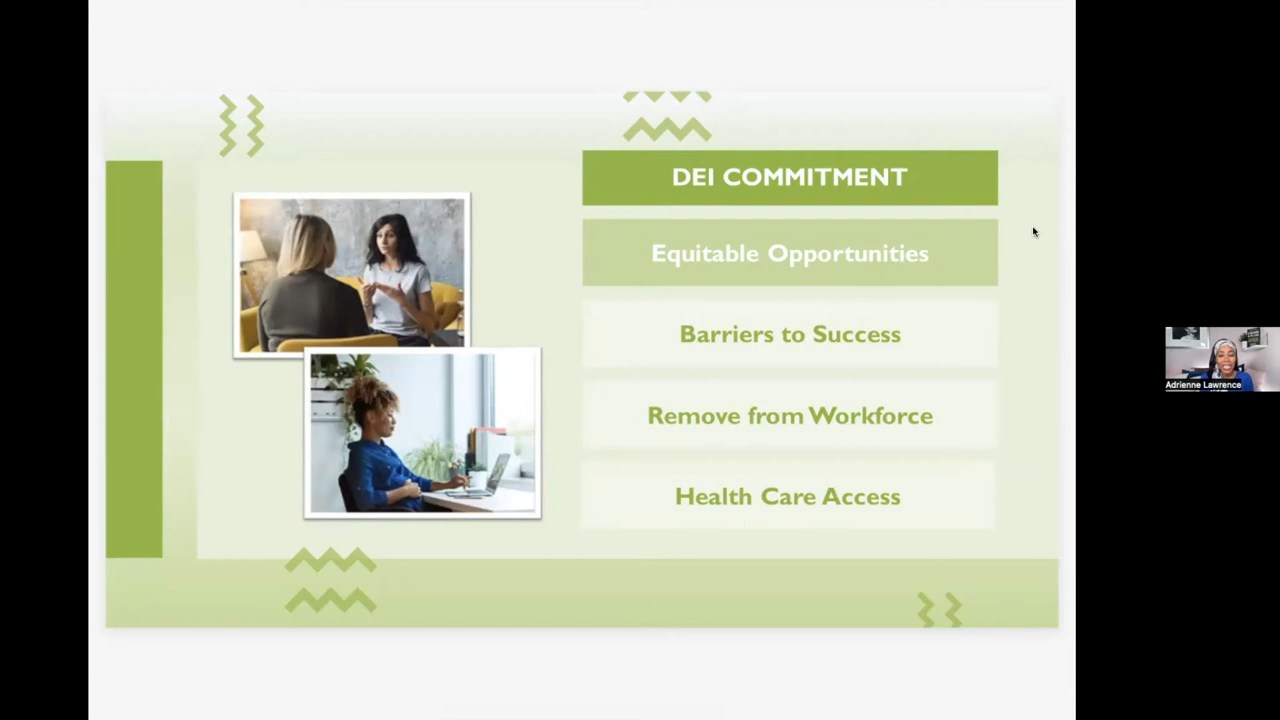 DEI COMMITMENT
Equitable Opportunities
Barriers to Success
Remove from Workforce
Health Care Access
Adrienne Lawrence